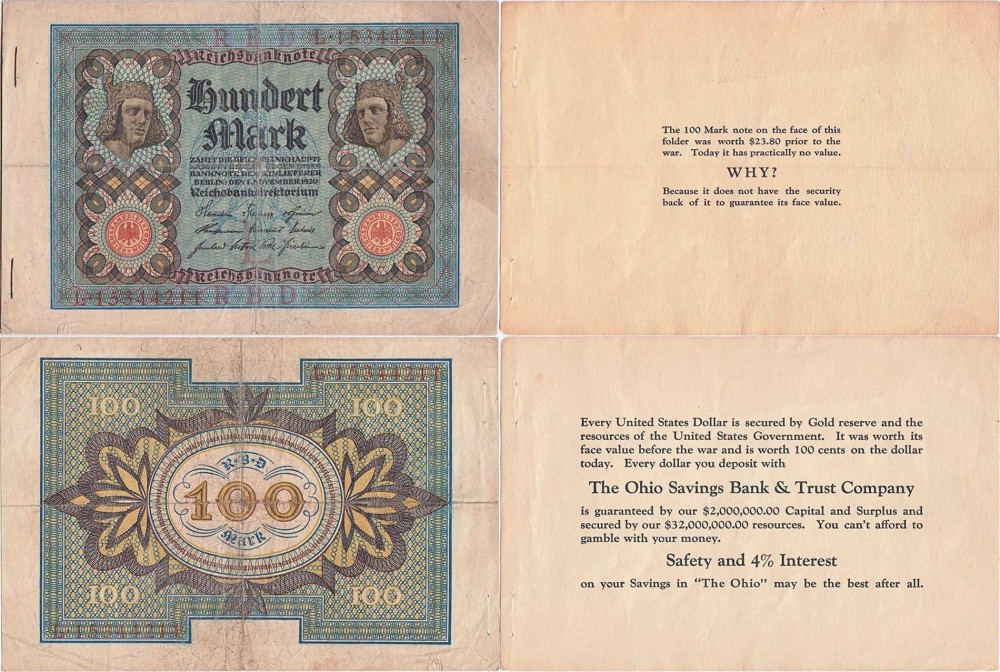 R B D L·15344211
Reichsbanknote
Hundert
Mark
ZAHLT DIE REICHSBANKHAUPT-
BANKNOTE DEM EINLIEFERER
BERLIN, DEN 1. NOVEMBER 1920
Reichsbankdirektorium
Reichsbanknote
L·15344211 R B D
The 100 Mark note on the face of this
folder was worth $23.80 prior to the
war. Today it has practically no value.
WHY?
Because it does not have the security
back of it to guarantee its face value.
L·15344211
100 100
R·B·D
100
Mark
100 100
Every United States Dollar is secured by Gold reserve and the
resources of the United States Government. It was worth its
face value before the war and is worth 100 cents on the dollar
today. Every dollar you deposit with
The Ohio Savings Bank & Trust Company
is guaranteed by our $2,000,000.00 Capital and Surplus and
secured by our $32,000,000.00 resources. You can't afford to
gamble with your money.
Safety and 4% Interest
on your Savings in "The Ohio" may be the best after all.